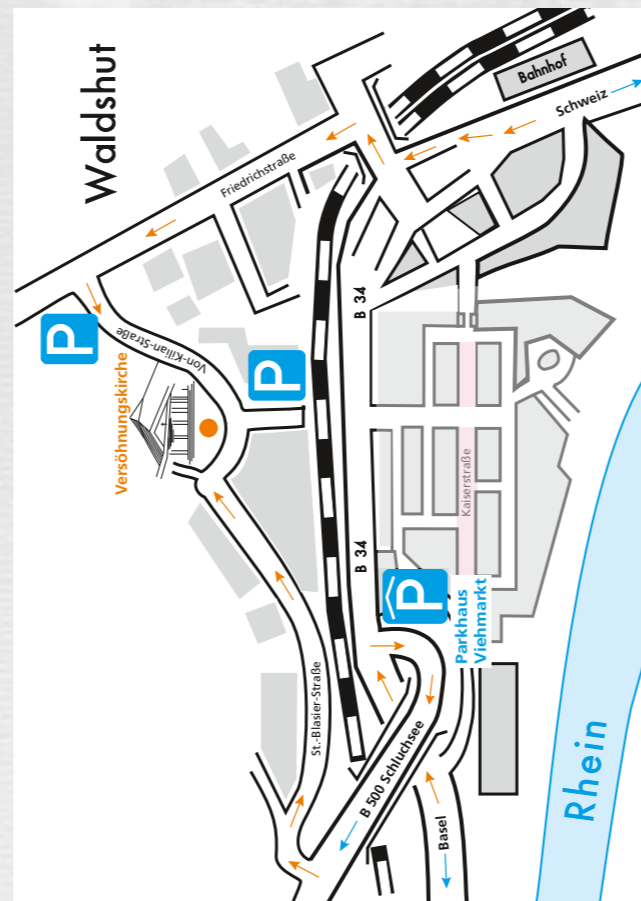 Waldshut
Bahnhof
Schweiz
Friedrichstraße
P
Von-Kilian-Straße
Versöhnungskirche
P
B 34
Kaiserstraße
B 34
P
Parkhaus
Viehmarkt
St.-Blasier-Straße
B 500 Schluchsee
Basel
Rhein